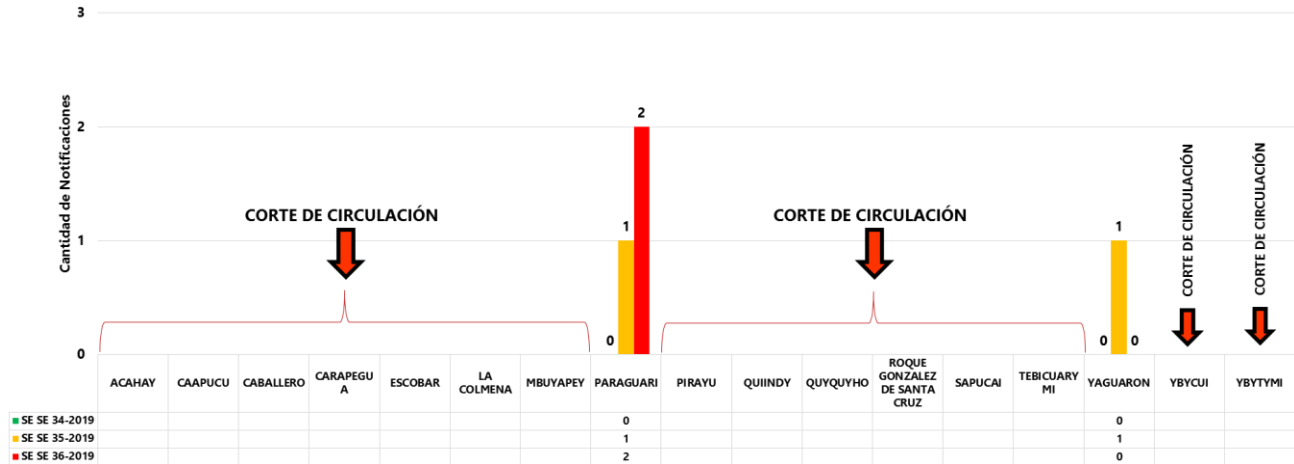 3
2
1
0
Cantidad de Notificaciones
CORTE DE CIRCULACIÓN
0
1
2
CORTE DE CIRCULACIÓN
0
1
0
CORTE DE CIRCULACIÓN
CORTE DE CIRCULACIÓN
ACAHAY
CAAPUCU
CABALLERO
CARAPEGU
A
ESCOBAR
LA
COLMENA
MBUYAPEY
PARAGUARI
PIRAYU
QUIINDY
QUYQUYHO
ROQUE
GONZALEZ
DE SANTA
CRUZ
SAPUCAI
TEBICUARY
MI
YAGUARON
YBYCUI
YBYTYMI
SE SE 34-2019 0 0
SE SE 35-2019 1 1
SE SE 36-2019 2 0